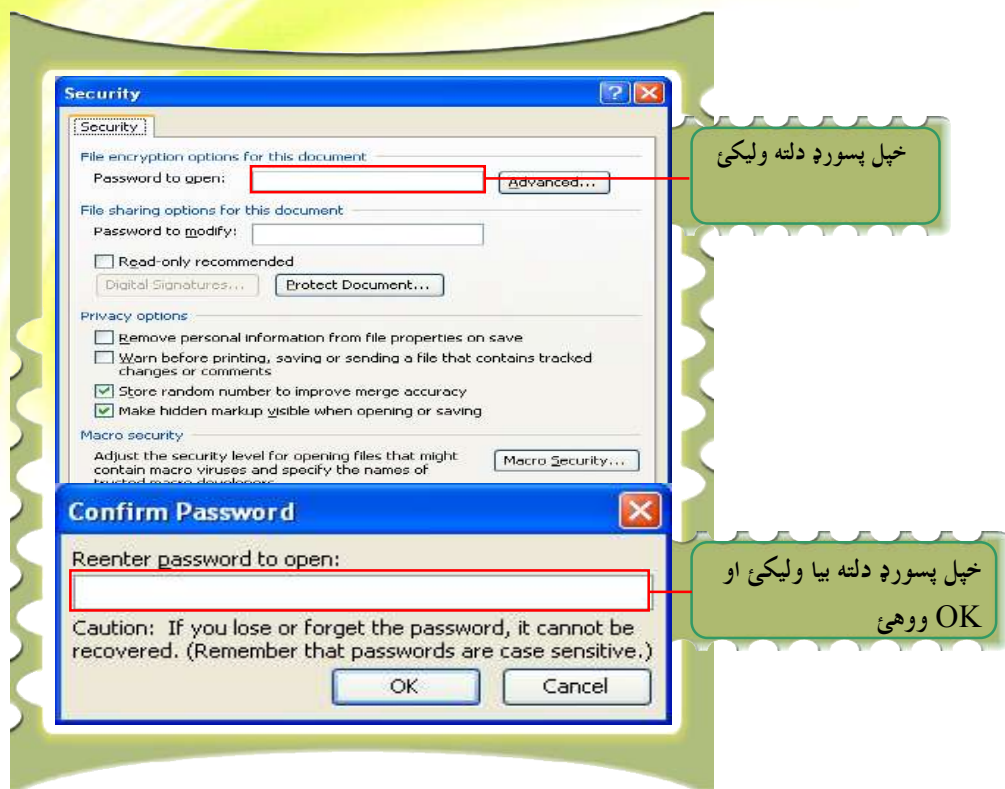 Security
Security
File encryption options for this document
Password to open:
Advanced...
خپل پسورډ دلته وليکئ
File sharing options for this document
Password to modify:
Read-only recommended
Digital Signatures...
Protect Document...
Privacy options
Remove personal information from file properties on save
Warn before printing, saving or sending a file that contains tracked
changes or comments
Store random number to improve merge accuracy
Make hidden markup visible when opening or saving
Macro security
Adjust the security level for opening files that might
contain macro viruses and specify the names of
trusted macro developers.
Macro Security...
Confirm Password
Reenter password to open:
خپل پسورډ دلته بيا وليکئ او
OK ووهئ
Caution: If you lose or forget the password, it cannot be
recovered. (Remember that passwords are case sensitive.)
OK
Cancel